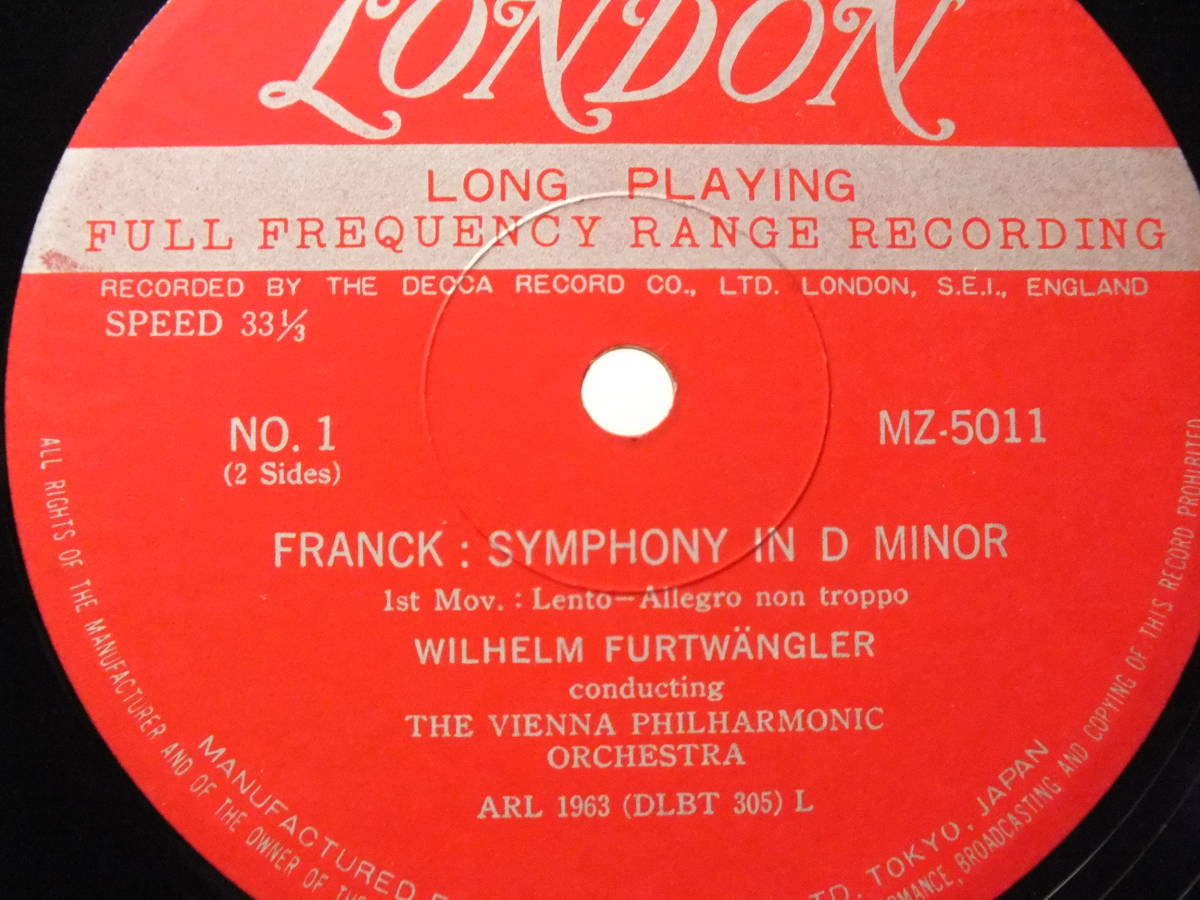 LONDON
LONG PLAYING
FULL FREQUENCY RANGE RECORDING
RECORDED BY THE DECCA RECORD CO., LTD. LONDON, S.E.I., ENGLAND
SPEED 33⅓
NO. 1
(2 Sides)
MZ-5011
FRANCK : SYMPHONY IN D MINOR
1st Mov. : Lento—Allegro non troppo
WILHELM FURTWÄNGLER
conducting
THE VIENNA PHILHARMONIC
ORCHESTRA
ARL 1963 (DLBT 305) L
MANUFACTURED
TOKYO, JAPAN
ALL RIGHTS OF THE MANUFACTURER AND OF THE OWNER OF
BROADCASTING AND COPYING OF THIS RECORD PROHIBITED